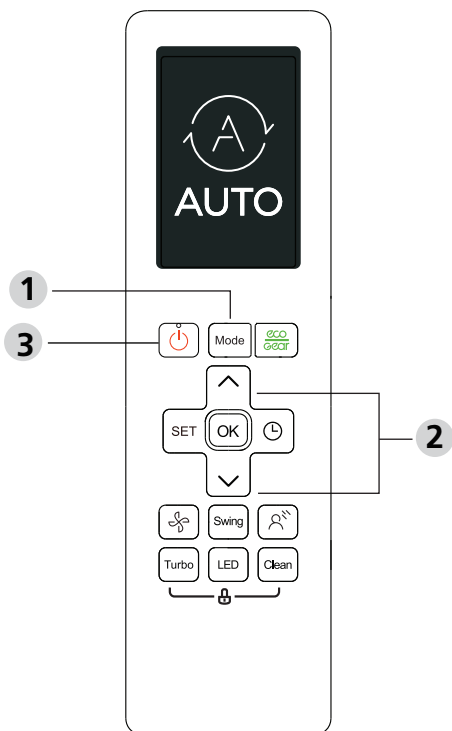 A
AUTO
1
3
Mode
eco
Gear
SET
OK
2
Swing
Turbo
LED
Clean